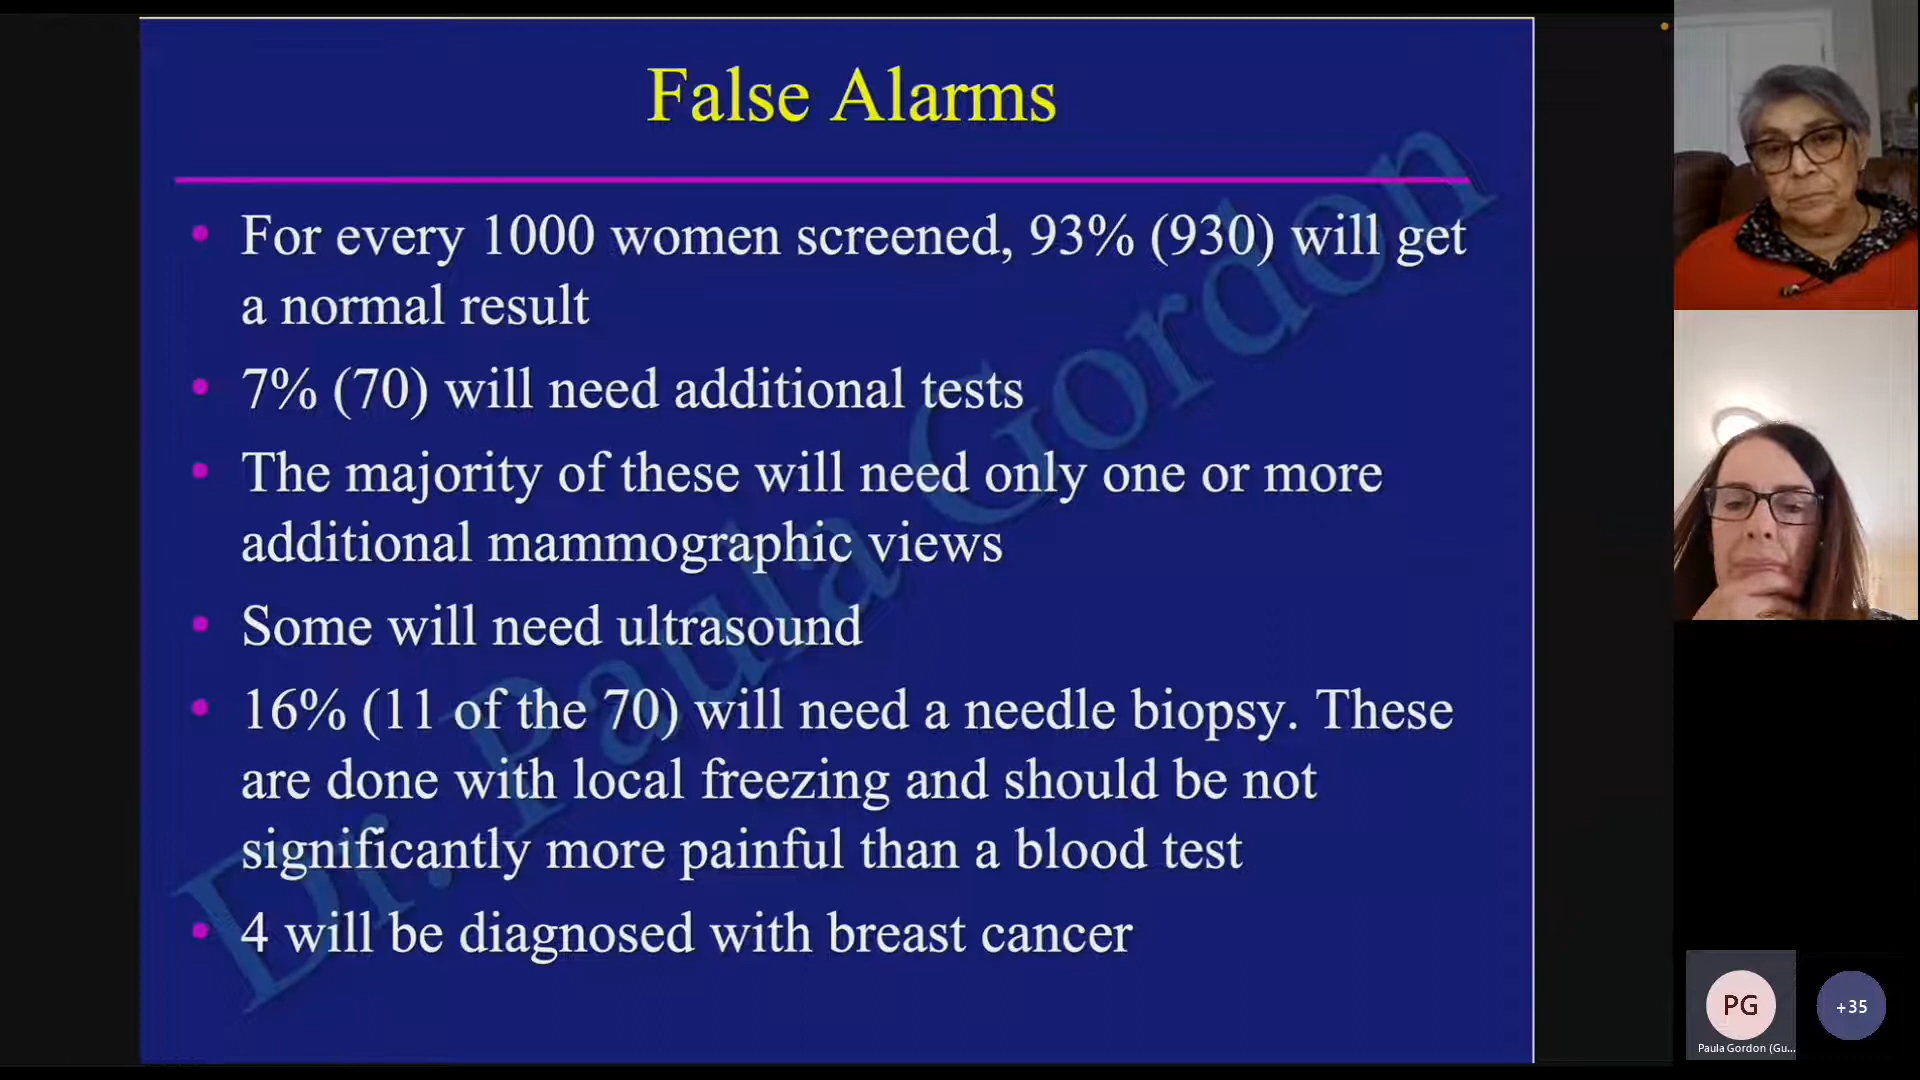 False Alarms
• For every 1000 women screened, 93% (930) will get
a normal result
• 7% (70) will need additional tests
• The majority of these will need only one or more
additional mammographic views
• Some will need ultrasound
• 16% (11 of the 70) will need a needle biopsy. These
are done with local freezing and should be not
significantly more painful than a blood test
• 4 will be diagnosed with breast cancer
Dr. Paula Gordon
PG
Paula Gordon (Gu...
+35